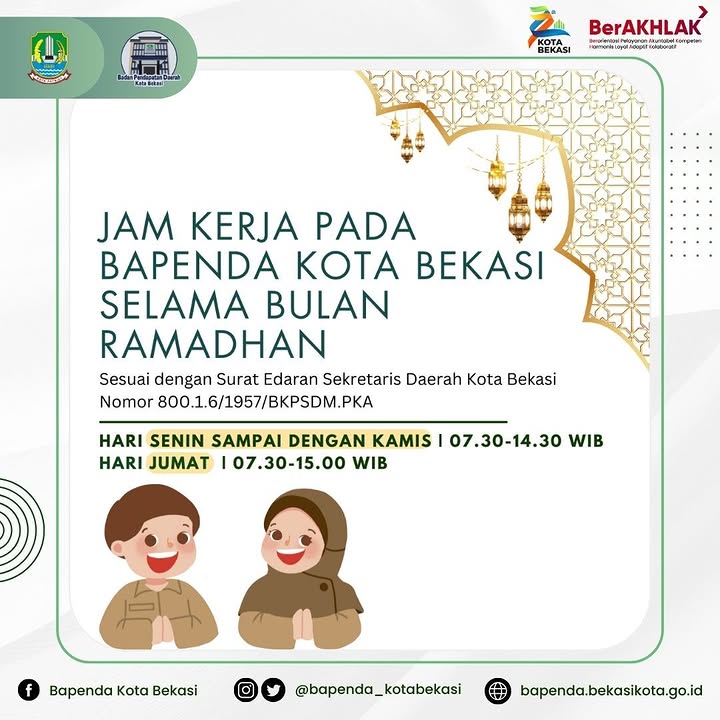 Badan Pendapatan Daerah
Kota Bekasi
KOTA
BEKASI
BerAKHLAK
Berorientasi Pelayanan Akuntabel Kompeten
Harmonis Loyal Adaptif Kolaboratif
JAM KERJA PADA
BAPENDA KOTA BEKASI
SELAMA BULAN
RAMADHAN
Sesuai dengan Surat Edaran Sekretaris Daerah Kota Bekasi
Nomor 800.1.6/1957/BKPSDM.PKA
HARI SENIN SAMPAI DENGAN KAMIS | 07.30-14.30 WIB
HARI JUMAT | 07.30-15.00 WIB
Bapenda Kota Bekasi
@bapenda_kotabekasi
bapenda.bekasikota.go.id